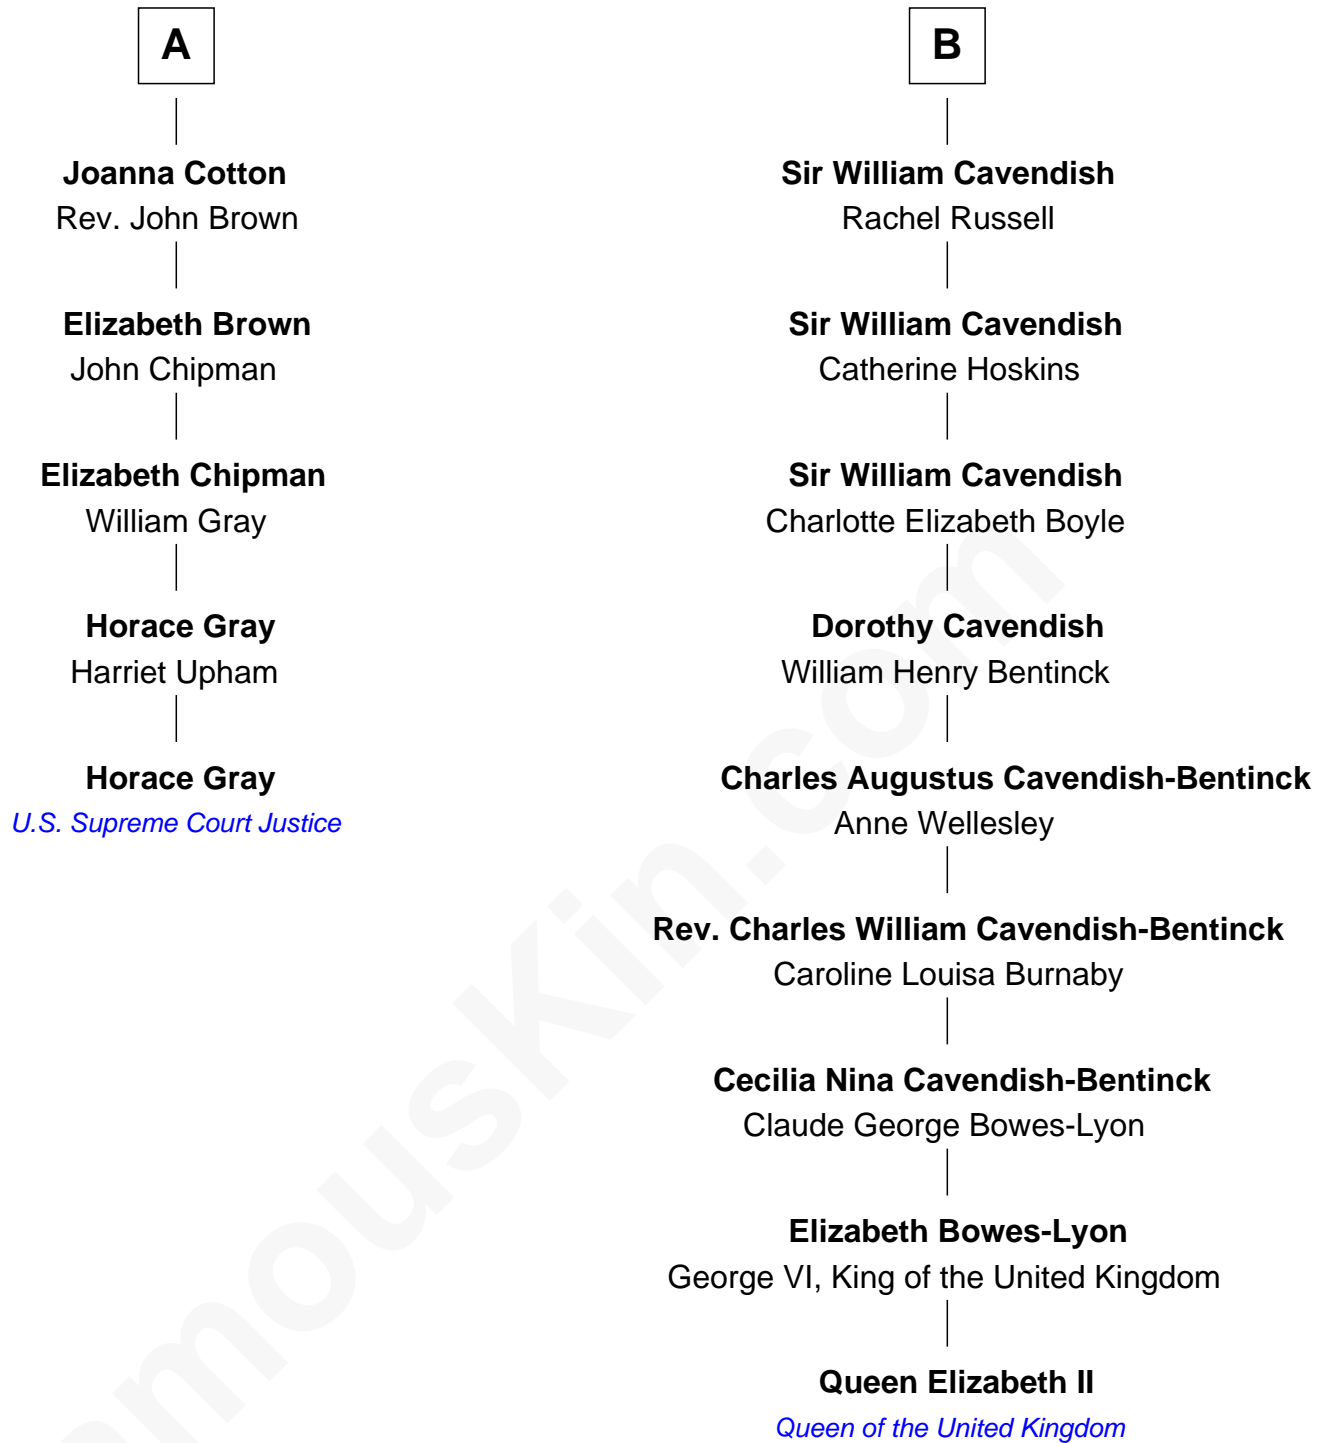 A
Joanna Cotton
Rev. John Brown
Elizabeth Brown
John Chipman
Elizabeth Chipman
William Gray
Horace Gray
Harriet Upham
Horace Gray
U.S. Supreme Court Justice
B
Sir William Cavendish
Rachel Russell
Sir William Cavendish
Catherine Hoskins
Sir William Cavendish
Charlotte Elizabeth Boyle
Dorothy Cavendish
William Henry Bentinck
Charles Augustus Cavendish-Bentinck
Anne Wellesley
Rev. Charles William Cavendish-Bentinck
Caroline Louisa Burnaby
Cecilia Nina Cavendish-Bentinck
Claude George Bowes-Lyon
Elizabeth Bowes-Lyon
George VI, King of the United Kingdom
Queen Elizabeth II
Queen of the United Kingdom
amouskin.com